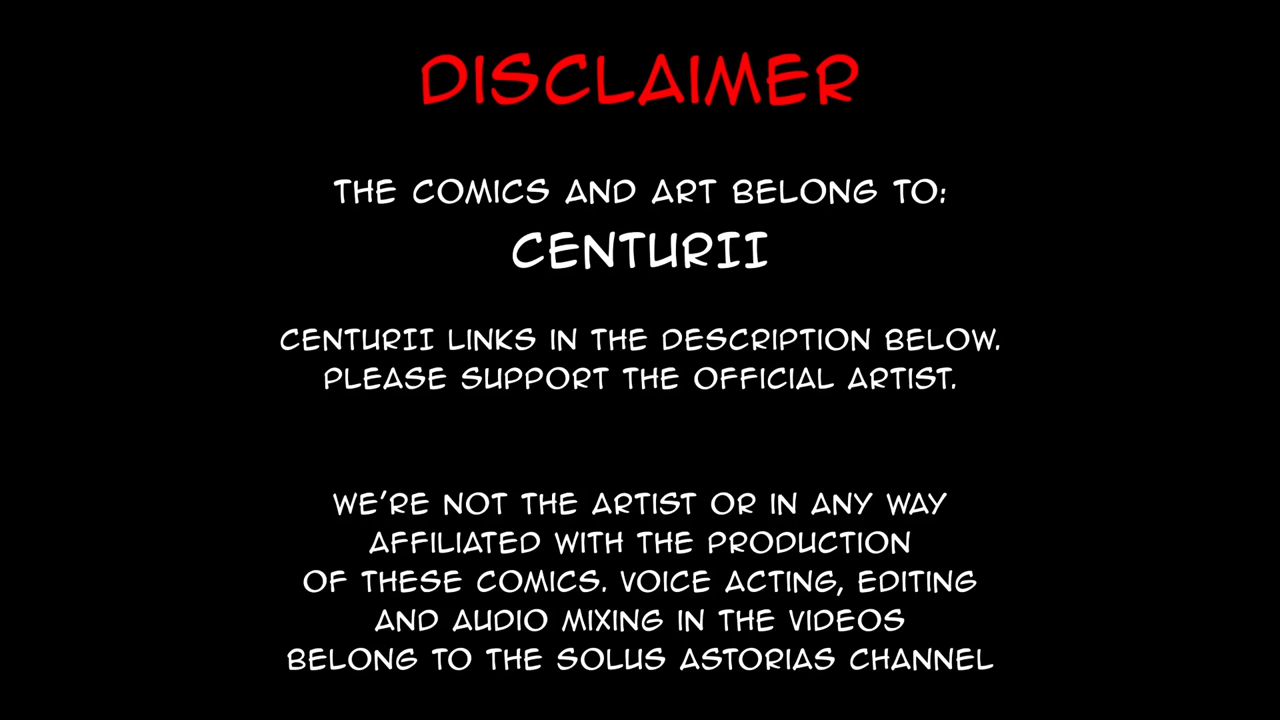 DISCLAIMER
THE COMICS AND ART BELONG TO:
CENTURII
CENTURII LINKS IN THE DESCRIPTION BELOW.
PLEASE SUPPORT THE OFFICIAL ARTIST.
WE'RE NOT THE ARTIST OR IN ANY WAY
AFFILIATED WITH THE PRODUCTION
OF THESE COMICS. VOICE ACTING, EDITING
AND AUDIO MIXING IN THE VIDEOS
BELONG TO THE SOLUS ASTORIAS CHANNEL